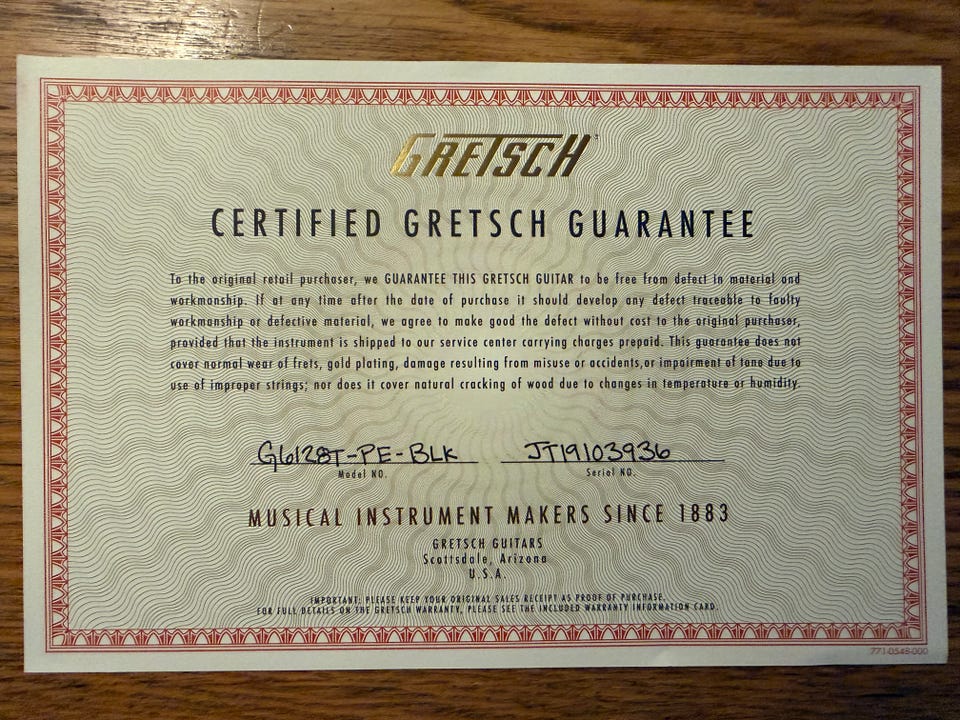 GRETSCH™
CERTIFIED GRETSCH GUARANTEE
To the original retail purchaser, we GUARANTEE THIS GRETSCH GUITAR to be free from defect in material and
workmanship. If at any time after the date of purchase it should develop any defect traceable to faulty
workmanship or defective material, we agree to make good the defect without cost to the original purchaser,
provided that the instrument is shipped to our service center carrying charges prepaid. This guarantee does not
cover normal wear of frets, gold plating, damage resulting from misuse or accidents,or impairment of tone due to
use of improper strings; nor does it cover natural cracking of wood due to changes in temperature or humidity.
G6128T-PE-BLK JT19103936
Model NO. Serial NO.
MUSICAL INSTRUMENT MAKERS SINCE 1883
GRETSCH GUITARS
Scottsdale, Arizona
U.S.A.
IMPORTANT: PLEASE KEEP YOUR ORIGINAL SALES RECEIPT AS PROOF OF PURCHASE.
FOR FULL DETAILS ON THE GRETSCH WARRANTY, PLEASE SEE THE INCLUDED WARRANTY INFORMATION CARD.
771-0548-000